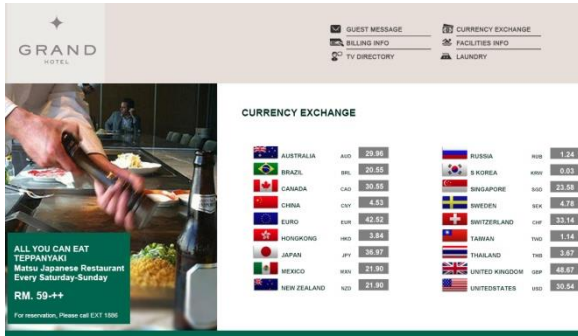 GRAND
HOTEL
GUEST MESSAGE
BILLING INFO
TV DIRECTORY
CURRENCY EXCHANGE
FACILITIES INFO
LAUNDRY
CURRENCY EXCHANGE
AUSTRALIA AUD 29.96
BRAZIL BRL 20.55
CANADA CAD 30.55
CHINA CNY 4.53
EURO EUR 42.52
HONGKONG HKD 3.84
JAPAN JPY 36.97
MEXICO MXN 21.90
NEW ZEALAND NZD 21.90
RUSSIA RUB 1.24
S KOREA KRW 0.03
SINGAPORE SGD 23.58
SWEDEN SEK 4.78
SWITZERLAND CHF 33.14
TAIWAN TWD 1.14
THAILAND THB 3.67
UNITED KINGDOM GBP 48.67
UNITEDSTATES USD 30.54
ALL YOU CAN EAT
TEPPANYAKI
Matsu Japanese Restaurant
Every Saturday-Sunday
RM. 59-++
For reservation, Please call EXT 1886